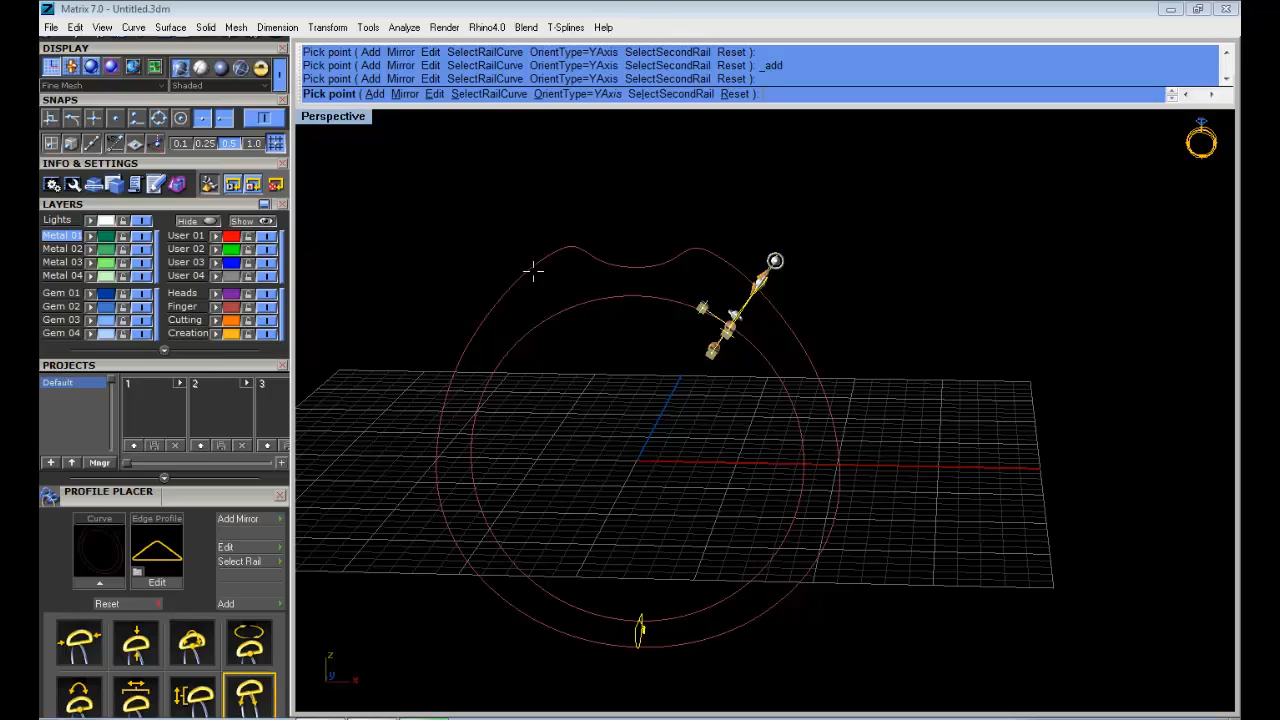 Matrix 7.0 - Untitled.3dm
File Edit View Curve Surface Solid Mesh Dimension Transform Tools Analyze Render Rhino4.0 Blend T-Splines Help
DISPLAY
Fine Mesh Shaded
SNAPS
0.1 0.25 0.5 1.0
INFO & SETTINGS
LAYERS
Lights Hide Show
Metal 01 User 01
Metal 02 User 02
Metal 03 User 03
Metal 04 User 04
Gem 01 Heads
Gem 02 Finger
Gem 03 Cutting
Gem 04 Creation
PROJECTS
Default 1 2 3
Mngr
PROFILE PLACER
Curve Edge Profile Add Mirror
Edit
Select Rail
Edit
Reset Add
Pick point ( Add Mirror Edit SelectRailCurve OrientType=YAxis SelectSecondRail Reset ):
Pick point ( Add Mirror Edit SelectRailCurve OrientType=YAxis SelectSecondRail Reset ): _add
Pick point ( Add Mirror Edit SelectRailCurve OrientType=YAxis SelectSecondRail Reset ):
Pick point ( Add Mirror Edit SelectRailCurve OrientType=YAxis SelectSecondRail Reset ):
Perspective
z
y x